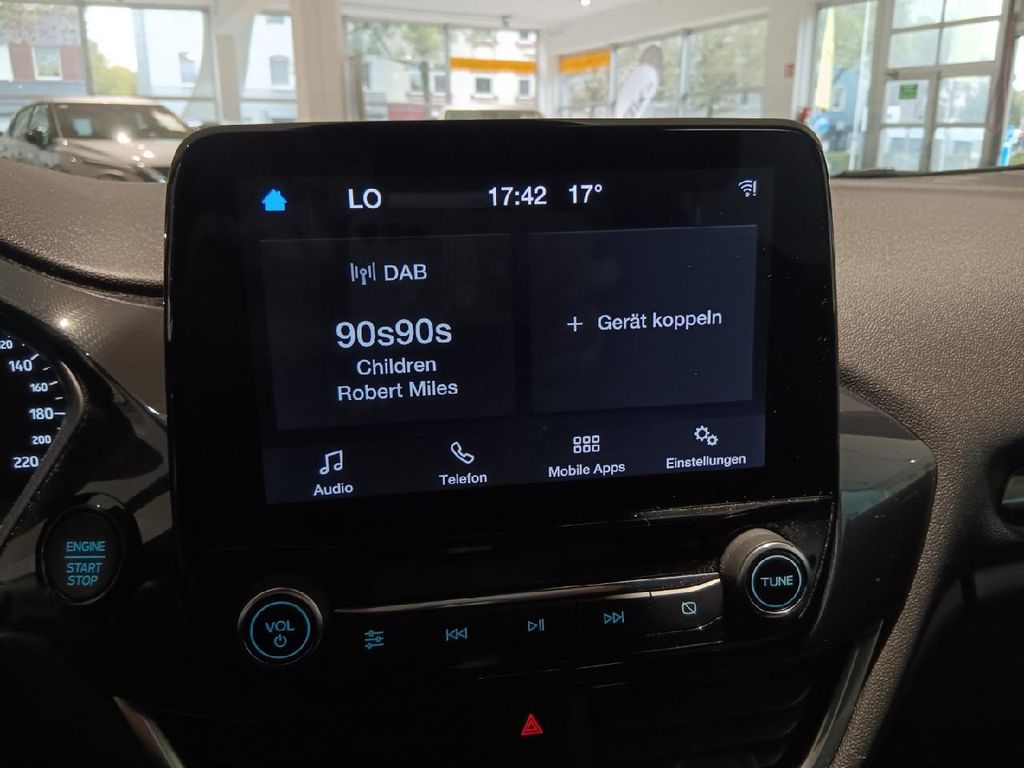 LO 17:42 17°
DAB
90s90s
Children
Robert Miles
+ Gerät koppeln
Audio
Telefon
Mobile Apps
Einstellungen
20
140
160
180
200
220
ENGINE
START
STOP
VOL
TUNE